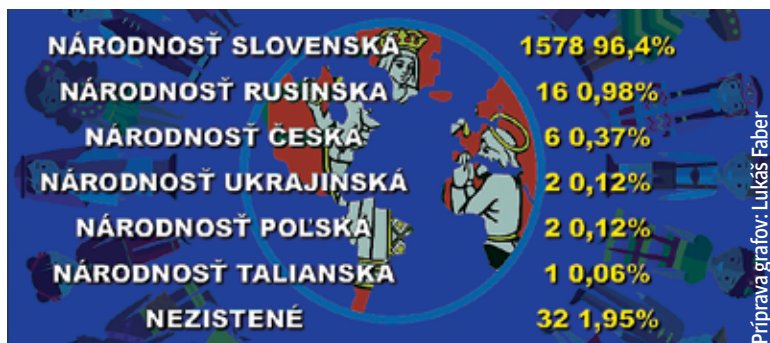 NÁRODNOSŤ SLOVENSKÁ 1578 96,4%
NÁRODNOSŤ RUSÍNSKA 16 0,98%
NÁRODNOSŤ ČESKÁ 6 0,37%
NÁRODNOSŤ UKRAJINSKÁ 2 0,12%
NÁRODNOSŤ POĽSKÁ 2 0,12%
NÁRODNOSŤ TALIANSKA 1 0,06%
NEZISTENÉ 32 1,95%
Príprava grafov: Lukáš Faber